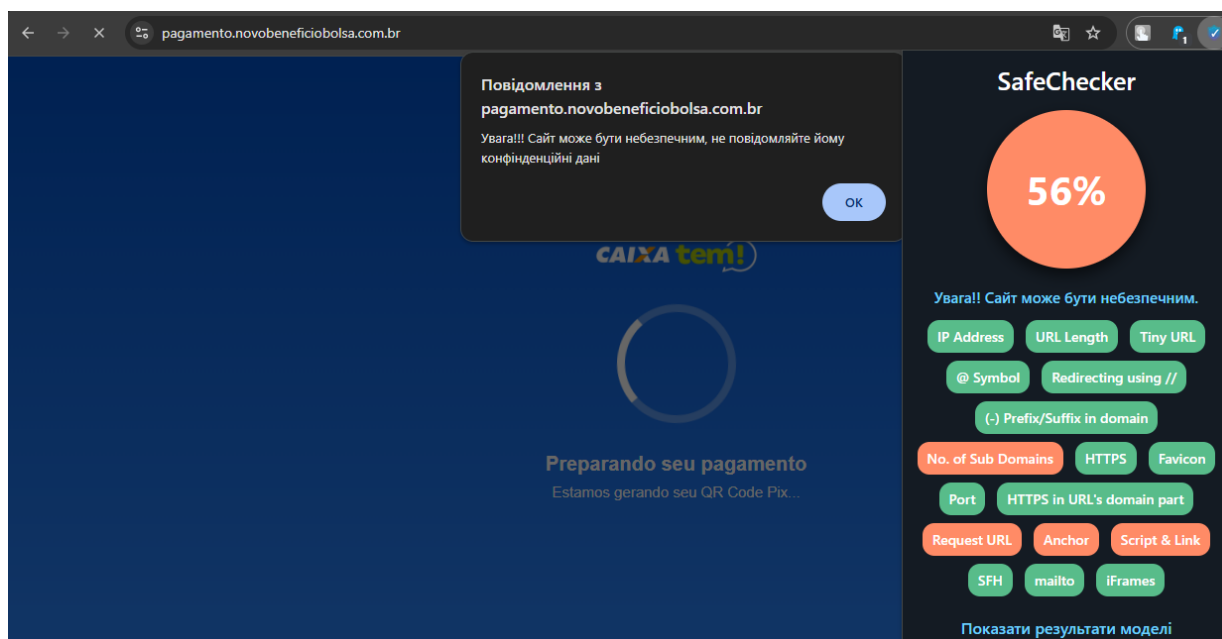 pagamento.novobeneficiobolsa.com.br
Повідомлення з
pagamento.novobeneficiobolsa.com.br
Увага!!! Сайт може бути небезпечним, не повідомляйте йому
конфінденційні дані
OK
CAIXA tem!
Preparando seu pagamento
Estamos gerando seu QR Code Pix...
SafeChecker
56%
Увага!! Сайт може бути небезпечним.
IP Address URL Length Tiny URL
@ Symbol Redirecting using //
(-) Prefix/Suffix in domain
No. of Sub Domains HTTPS Favicon
Port HTTPS in URL's domain part
Request URL Anchor Script & Link
SFH mailto iFrames
Показати результати моделі